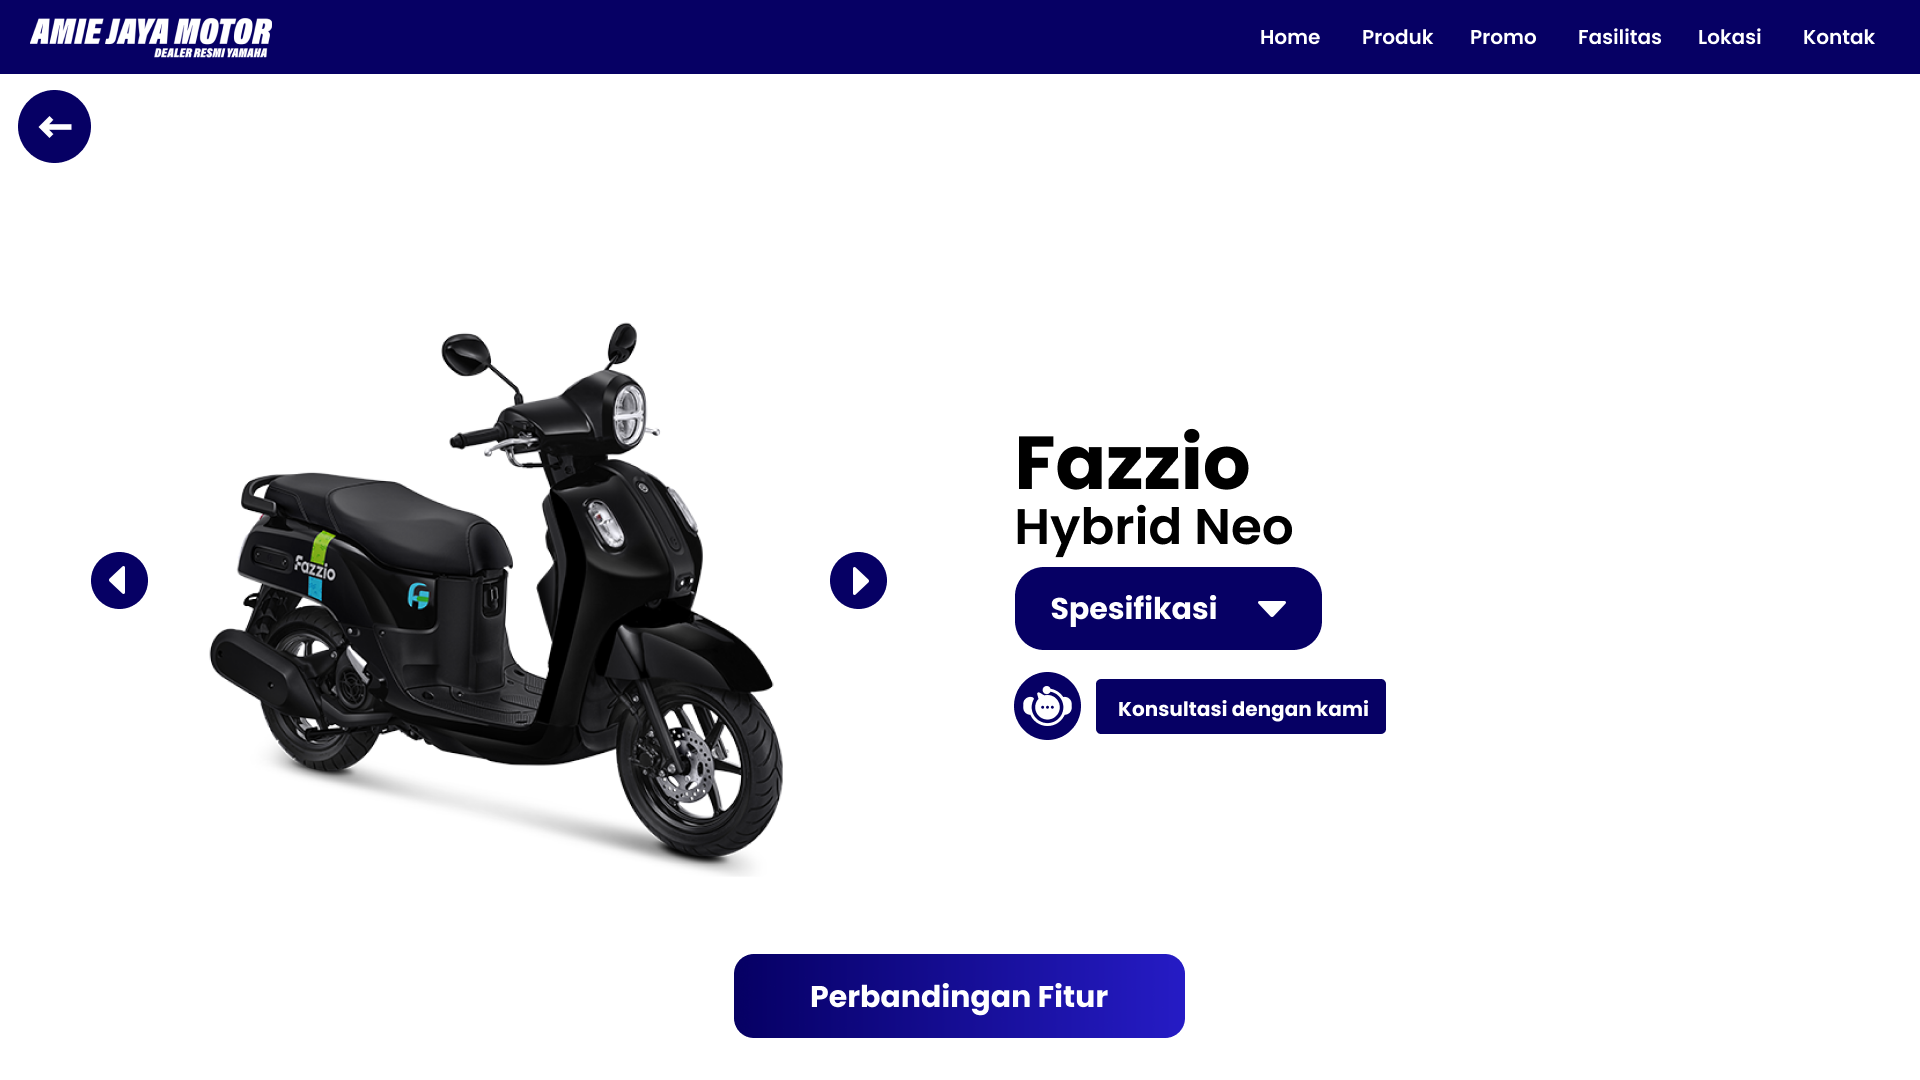 AMIE JAYA MOTOR
DEALER RESMI YAMAHA
Home Produk Promo Fasilitas Lokasi Kontak
Fazzio
Fazzio
Hybrid Neo
Spesifikasi
Konsultasi dengan kami
Perbandingan Fitur